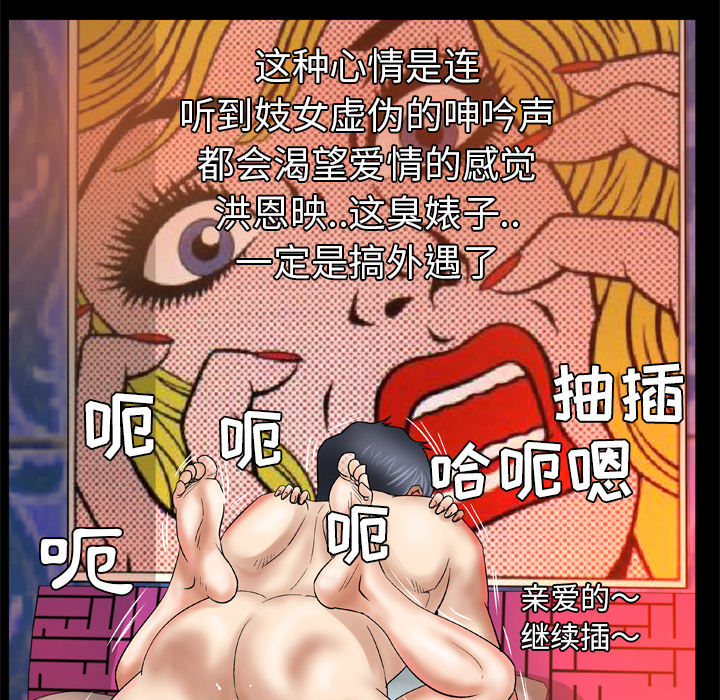 这种心情是连
听到妓女虚伪的呻吟声
都会渴望爱情的感觉
洪恩映..这臭婊子..
一定是搞外遇了
抽插
呃
呃
哈呃嗯
呃
呃
亲爱的～
继续插～